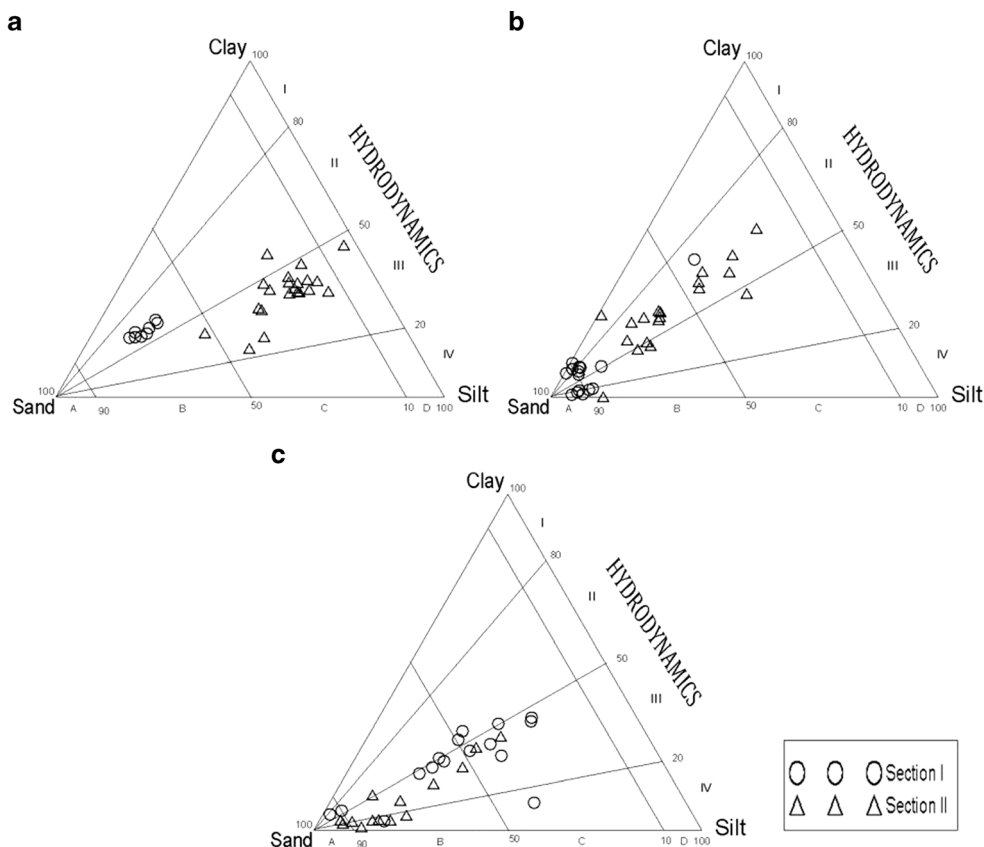 a
Clay
100
I
80
II
HYDRODYNAMICS
50
III
20
IV
100
Sand
A
90
B
50
C
10
D
100
Silt
b
Clay
100
I
80
II
HYDRODYNAMICS
50
III
20
IV
100
Sand
A
90
B
50
C
10
D
100
Silt
c
Clay
100
I
80
II
HYDRODYNAMICS
50
III
20
IV
100
Sand
A
90
B
50
C
10
D
100
Silt
Section I
Section II